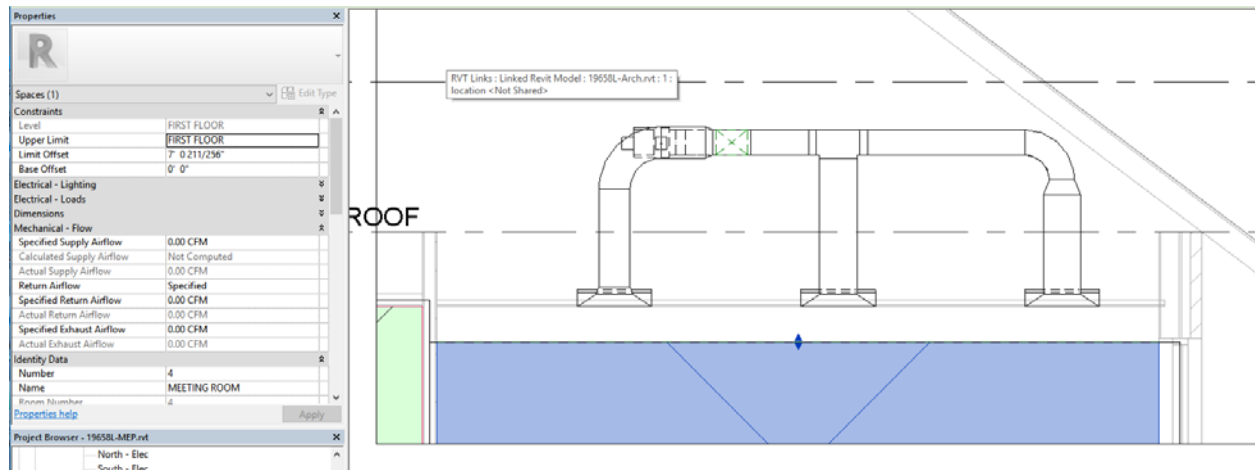 Properties
R
Spaces (1) Edit Type
Constraints
Level FIRST FLOOR
Upper Limit FIRST FLOOR
Limit Offset 7' 0 211/256"
Base Offset 0' 0"
Electrical - Lighting
Electrical - Loads
Dimensions
Mechanical - Flow
Specified Supply Airflow 0.00 CFM
Calculated Supply Airflow Not Computed
Actual Supply Airflow 0.00 CFM
Return Airflow Specified
Specified Return Airflow 0.00 CFM
Actual Return Airflow 0.00 CFM
Specified Exhaust Airflow 0.00 CFM
Actual Exhaust Airflow 0.00 CFM
Identity Data
Number 4
Name MEETING ROOM
Room Number 4
Properties help Apply
Project Browser - 19658L-MEP.rvt
North - Elec
South - Elec
RVT Links : Linked Revit Model : 19658L-Arch.rvt : 1 :
location <Not Shared>
ROOF